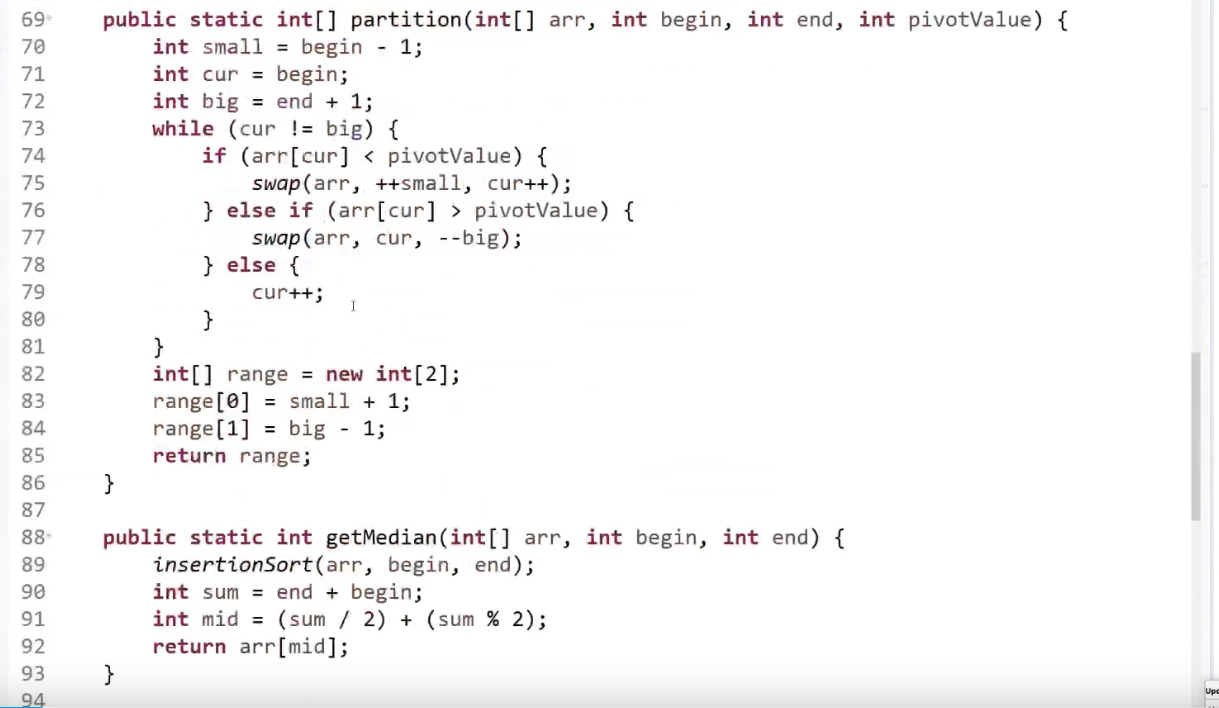 69 public static int[] partition(int[] arr, int begin, int end, int pivotValue) {
70 int small = begin - 1;
71 int cur = begin;
72 int big = end + 1;
73 while (cur != big) {
74 if (arr[cur] < pivotValue) {
75 swap(arr, ++small, cur++);
76 } else if (arr[cur] > pivotValue) {
77 swap(arr, cur, --big);
78 } else {
79 cur++;
80 }
81 }
82 int[] range = new int[2];
83 range[0] = small + 1;
84 range[1] = big - 1;
85 return range;
86 }
87
88 public static int getMedian(int[] arr, int begin, int end) {
89 insertionSort(arr, begin, end);
90 int sum = end + begin;
91 int mid = (sum / 2) + (sum % 2);
92 return arr[mid];
93 }
94